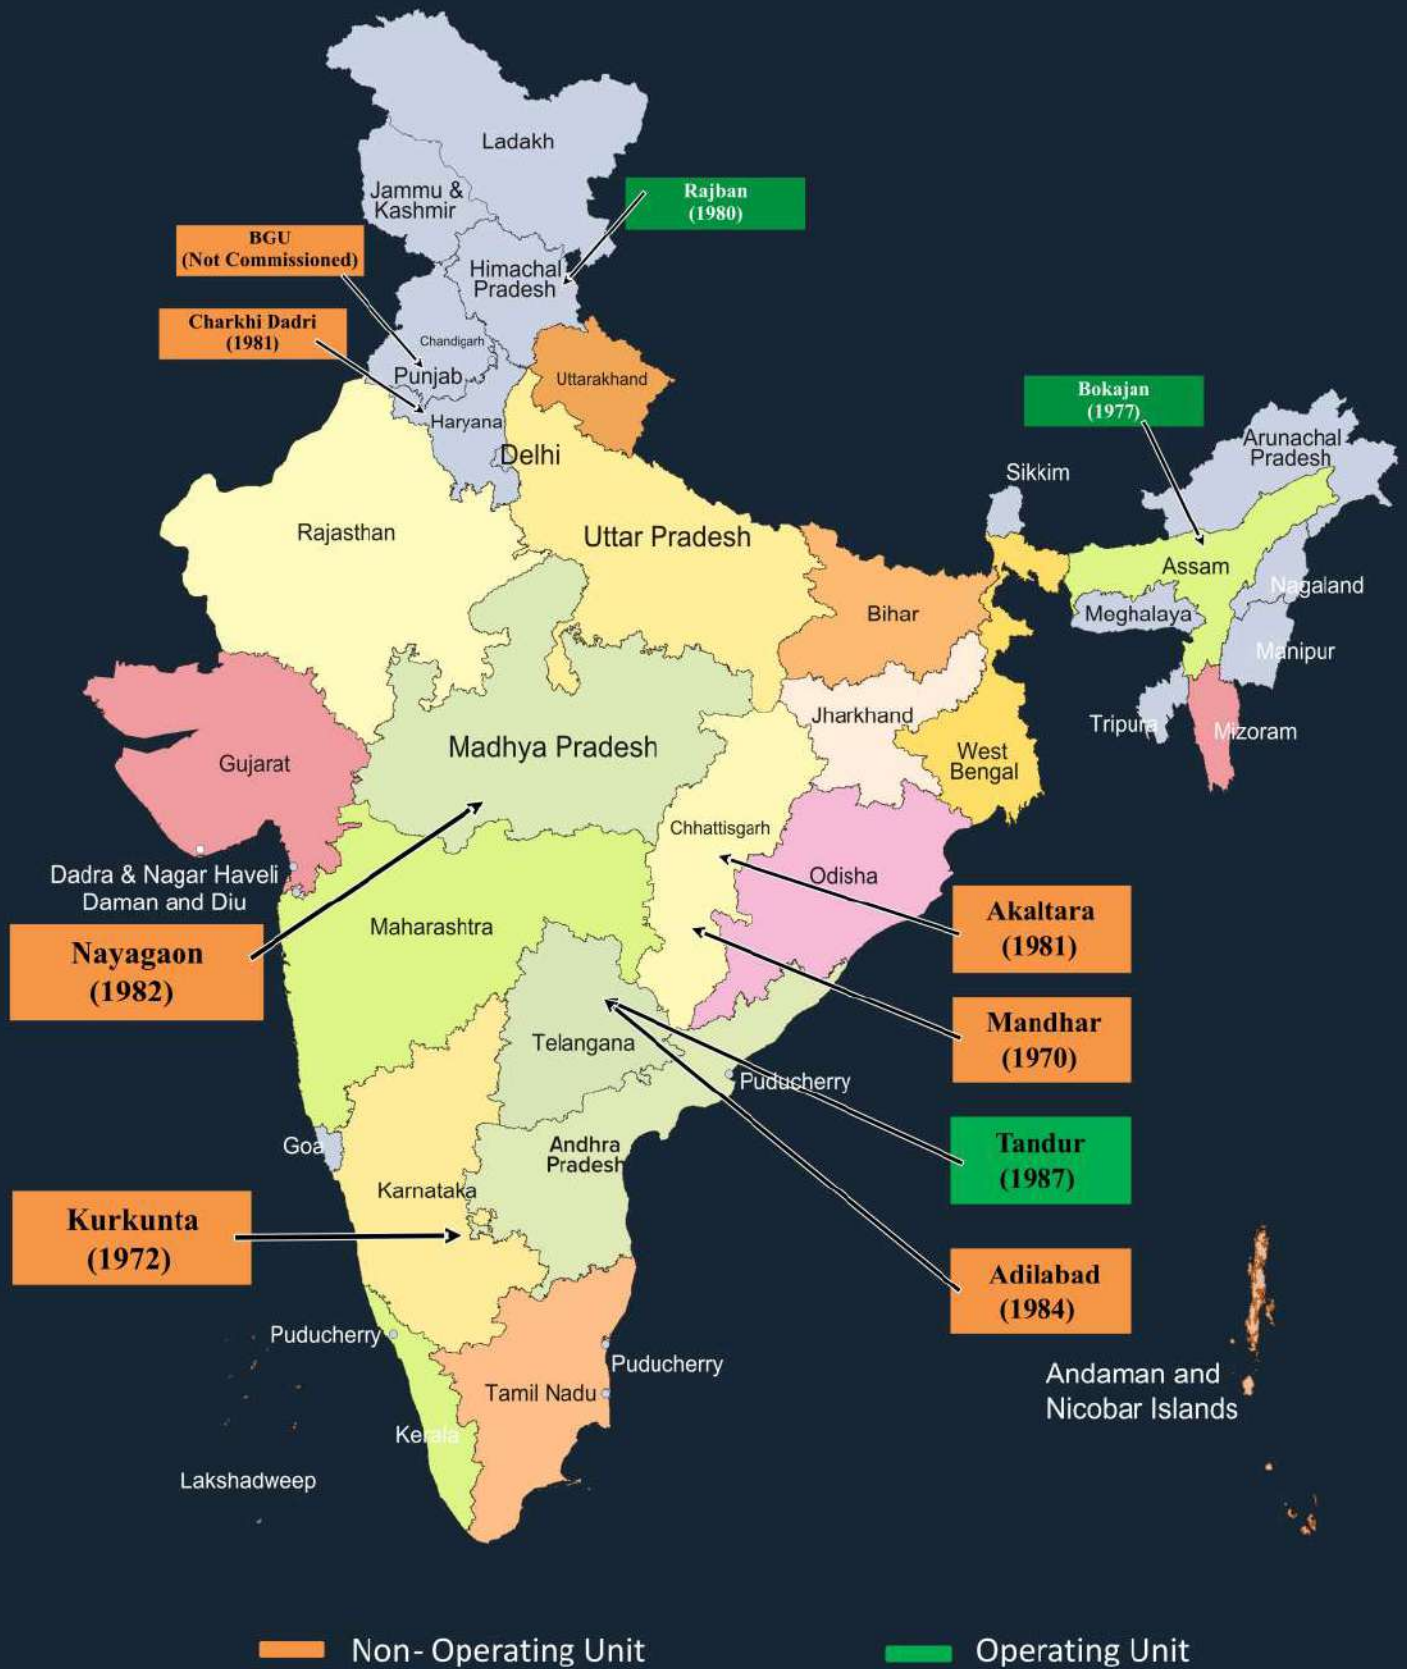 Ladakh
Jammu &
Kashmir
Rajban
(1980)
BGU
(Not Commissioned)
Himachal
Pradesh
Charkhi Dadri
(1981)
Chandigarh
Punjab
Uttarakhand
Haryana
Delhi
Bokajan
(1977)
Arunachal
Pradesh
Sikkim
Rajasthan
Uttar Pradesh
Assam
Nagaland
Bihar
Meghalaya
Manipur
Jharkhand
Tripura
Mizoram
Gujarat
Madhya Pradesh
West
Bengal
Chhattisgarh
Dadra & Nagar Haveli
Daman and Diu
Odisha
Maharashtra
Akaltara
(1981)
Nayagaon
(1982)
Mandhar
(1970)
Telangana
Puducherry
Goa
Andhra
Pradesh
Tandur
(1987)
Karnataka
Kurkunta
(1972)
Adilabad
(1984)
Puducherry
Puducherry
Tamil Nadu
Andaman and
Nicobar Islands
Kerala
Lakshadweep
Non- Operating Unit
Operating Unit